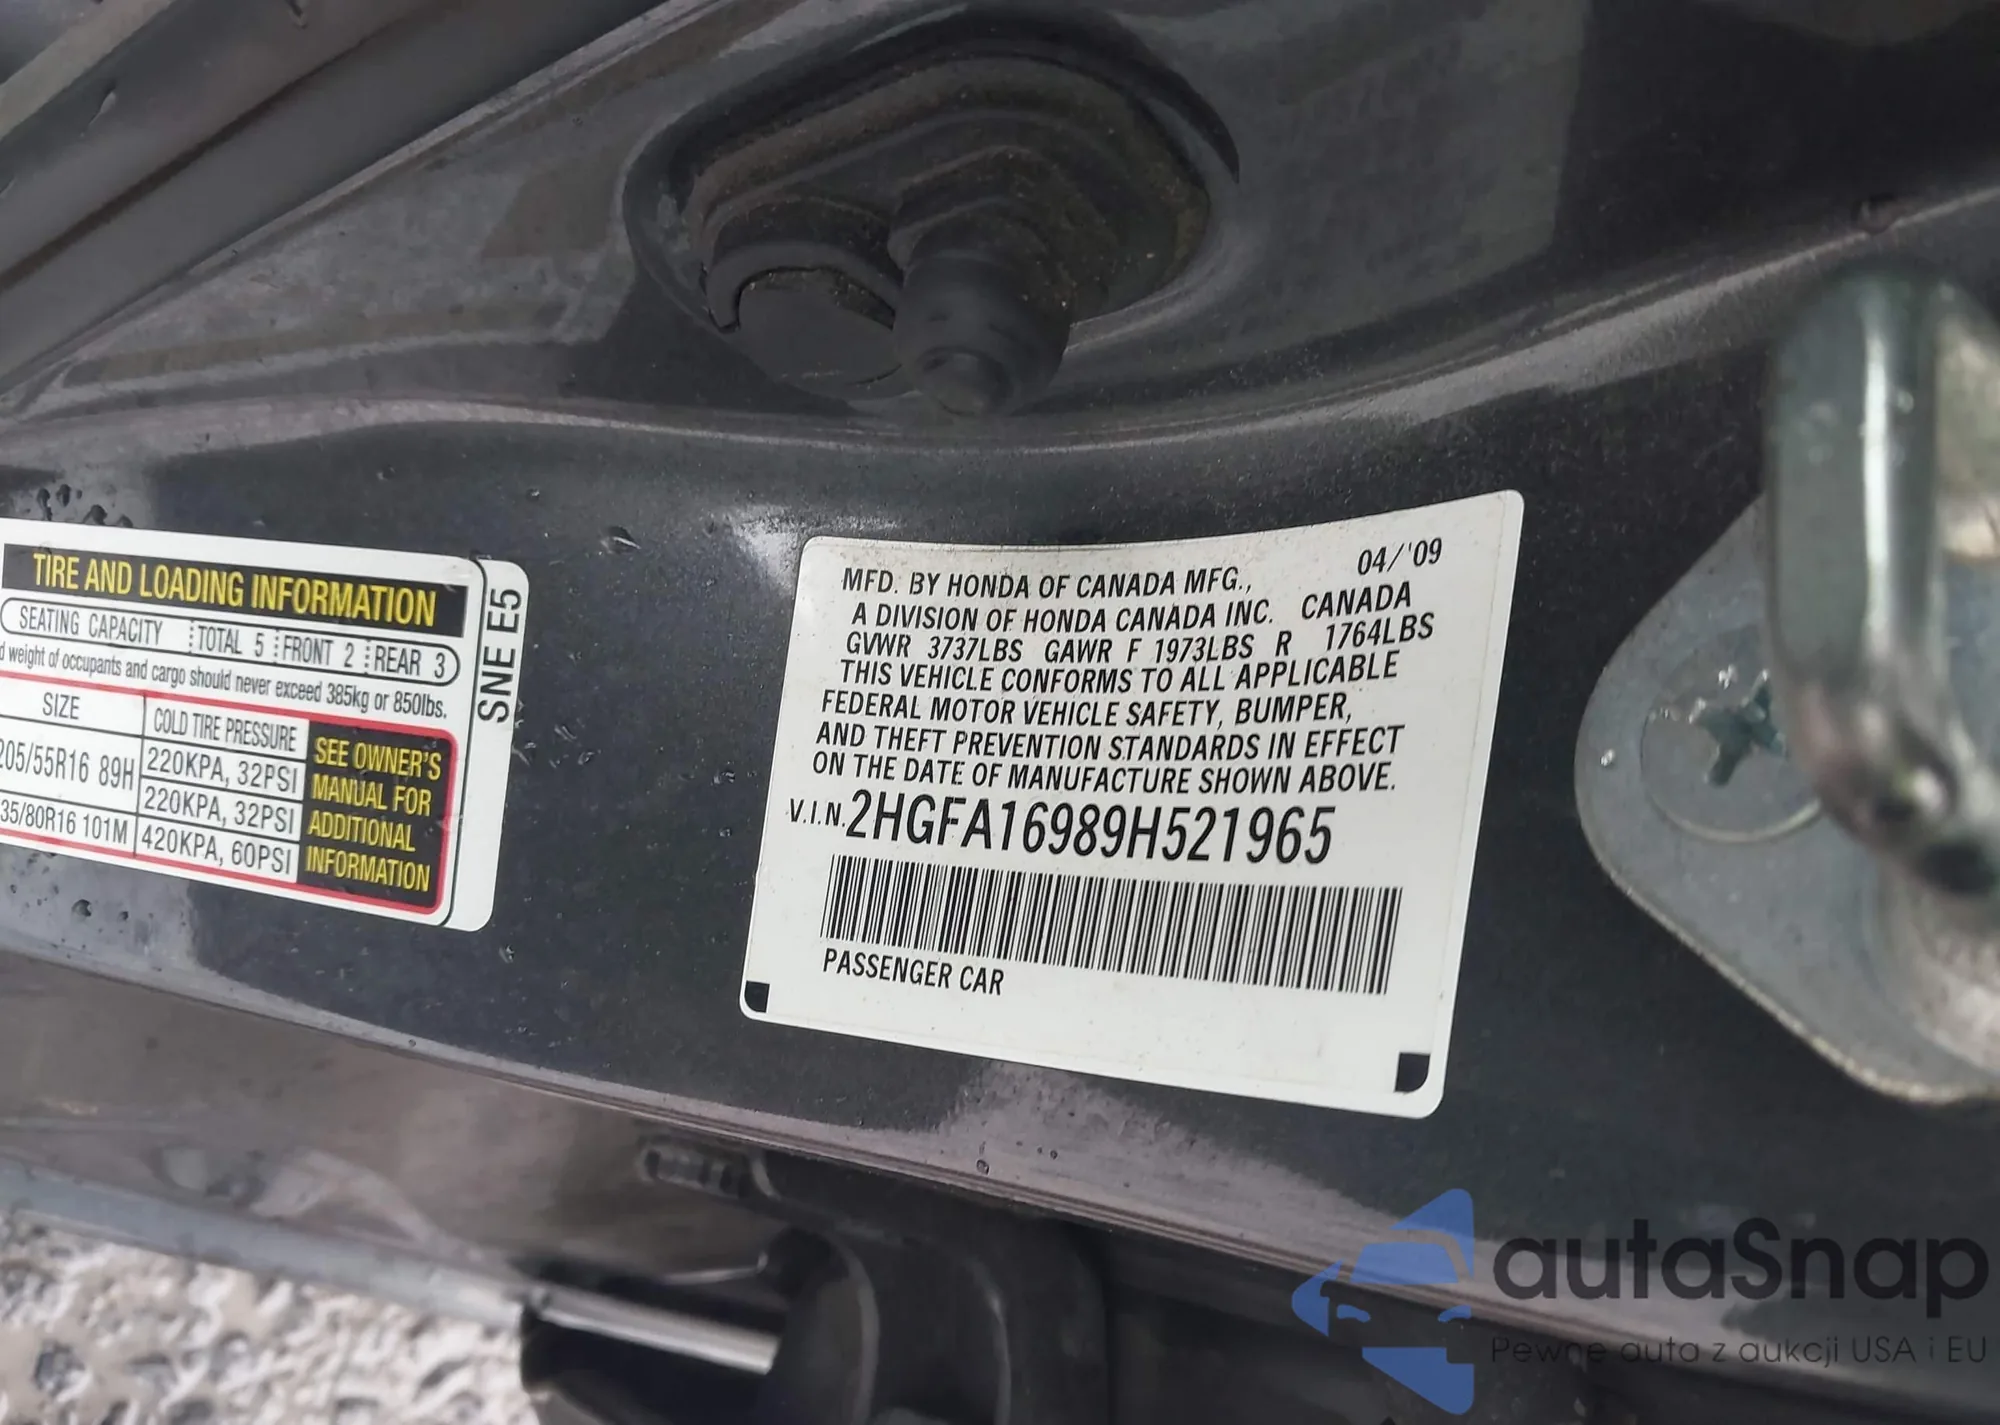 TIRE AND LOADING INFORMATION
SEATING CAPACITY TOTAL 5 FRONT 2 REAR 3
weight of occupants and cargo should never exceed 385kg or 850lbs.
SIZE COLD TIRE PRESSURE
205/55R16 89H 220KPA, 32PSI
220KPA, 32PSI
35/80R16 101M 420KPA, 60PSI
SEE OWNER'S
MANUAL FOR
ADDITIONAL
INFORMATION
SNE E5
04/'09
MFD. BY HONDA OF CANADA MFG.,
A DIVISION OF HONDA CANADA INC. CANADA
GVWR 3737LBS GAWR F 1973LBS R 1764LBS
THIS VEHICLE CONFORMS TO ALL APPLICABLE
FEDERAL MOTOR VEHICLE SAFETY, BUMPER,
AND THEFT PREVENTION STANDARDS IN EFFECT
ON THE DATE OF MANUFACTURE SHOWN ABOVE.
V.I.N. 2HGFA16989H521965
PASSENGER CAR
autaSnap
Pewne auta z aukcji USA i EU